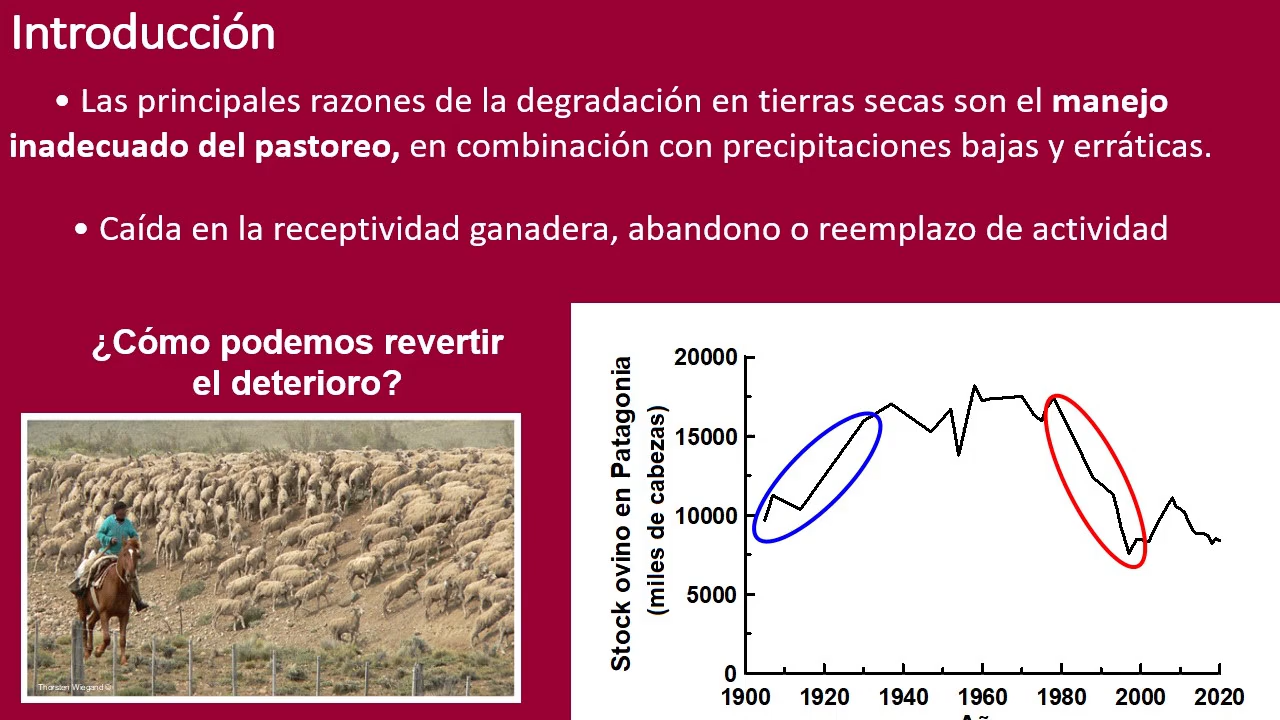 Introducción
• Las principales razones de la degradación en tierras secas son el manejo
inadecuado del pastoreo, en combinación con precipitaciones bajas y erráticas.
• Caída en la receptividad ganadera, abandono o reemplazo de actividad
¿Cómo podemos revertir
el deterioro?
Thorsten Wiegand ©
Stock ovino en Patagonia
(miles de cabezas)
20000
15000
10000
5000
0
1900 1920 1940 1960 1980 2000 2020